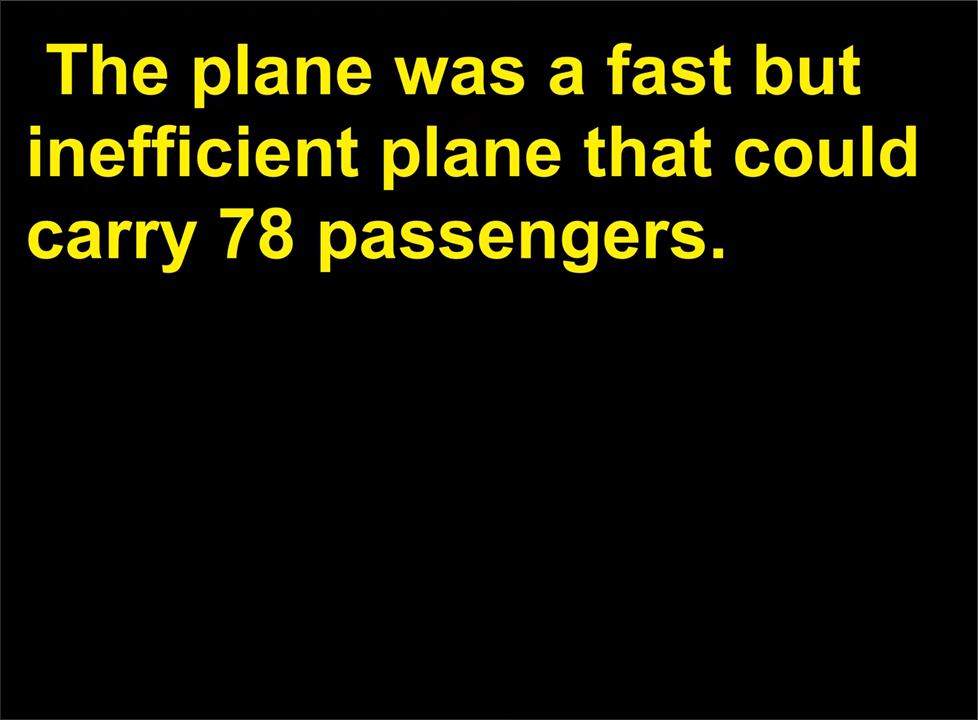 The plane was a fast but
inefficient plane that could
carry 78 passengers.